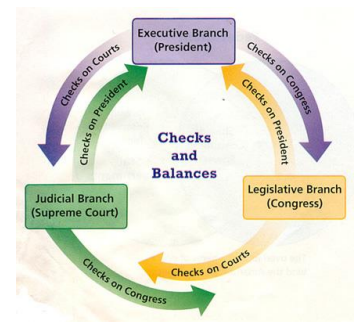 Executive Branch
(President)
Checks on Courts
Checks on Congress
Checks on President
Checks on President
Checks
and
Balances
Judicial Branch
(Supreme Court)
Legislative Branch
(Congress)
Checks on Courts
Checks on Congress